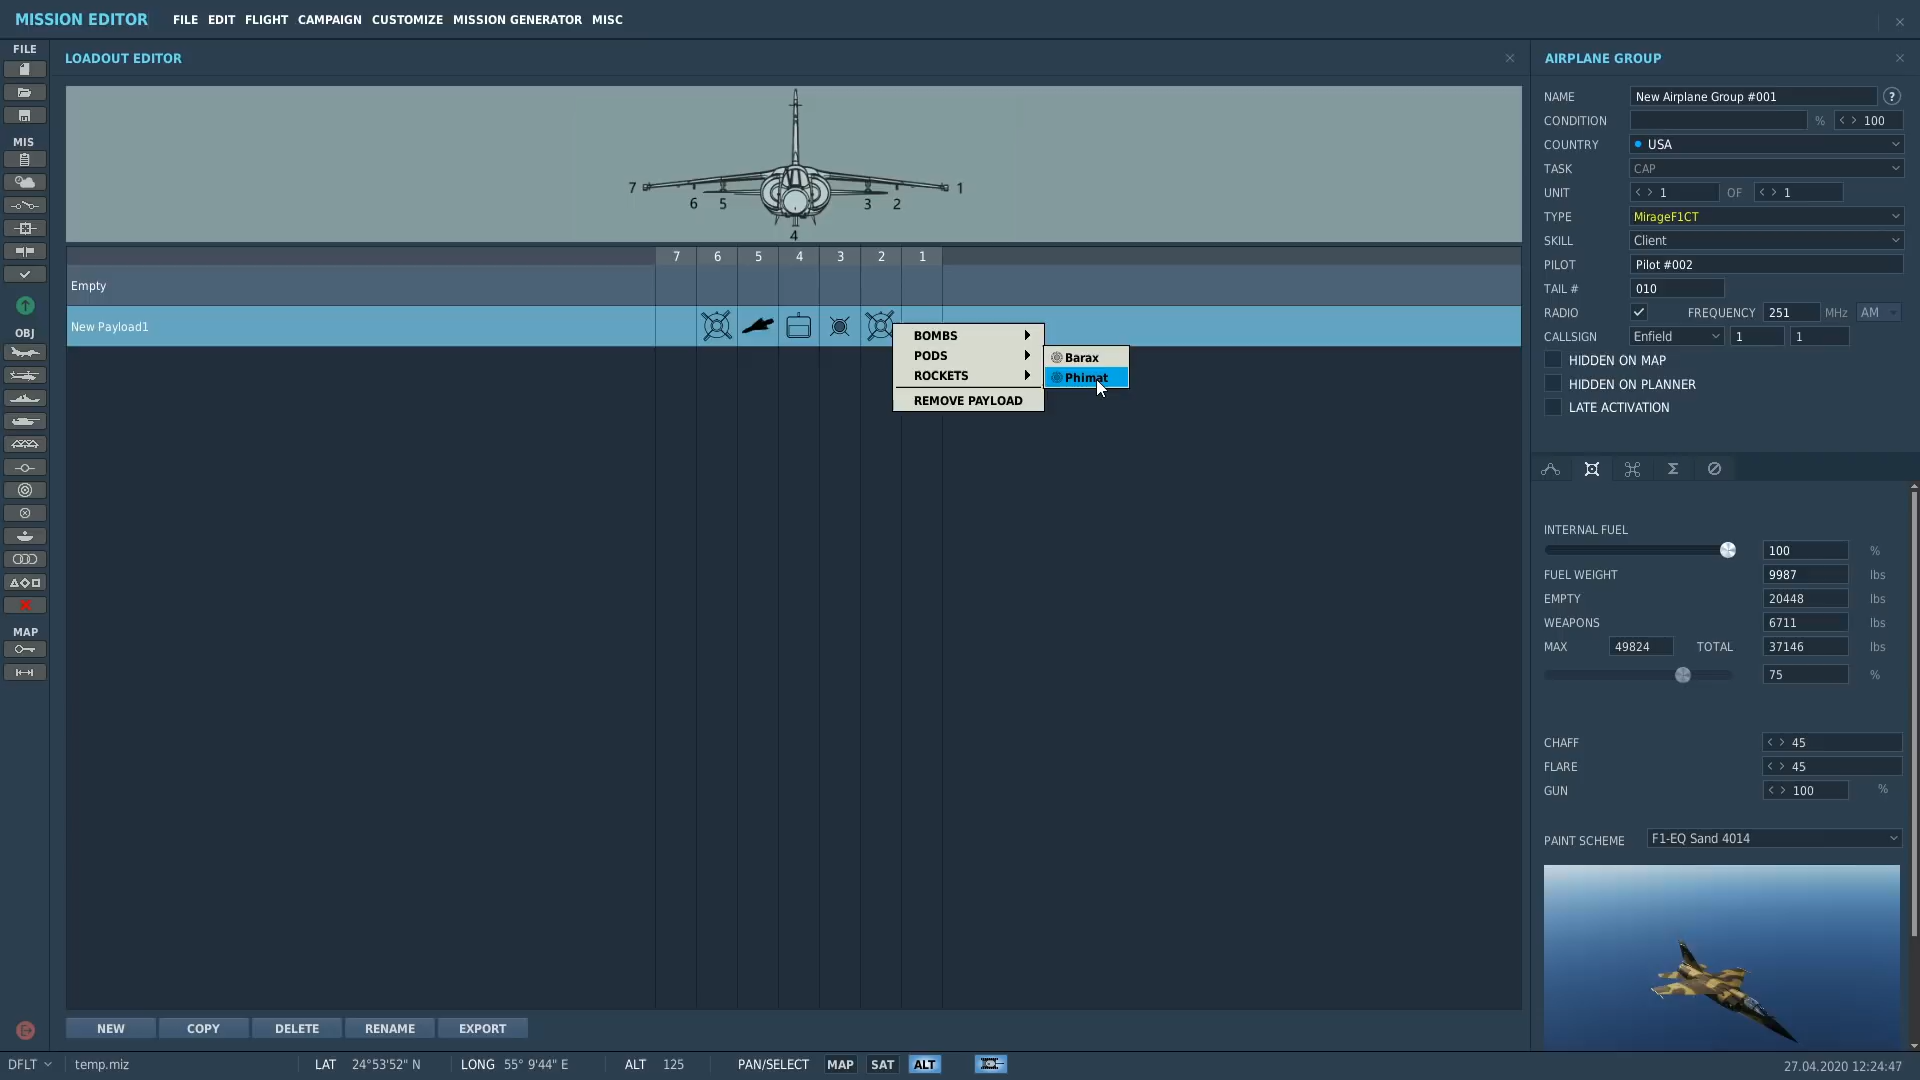 MISSION EDITOR FILE EDIT FLIGHT CAMPAIGN CUSTOMIZE MISSION GENERATOR MISC
FILE
MIS
OBJ
MAP
LOADOUT EDITOR
7 1
6 5 3 2
4
7 6 5 4 3 2 1
Empty
New Payload1
BOMBS
PODS
ROCKETS
REMOVE PAYLOAD
Barax
Phimat
NEW COPY DELETE RENAME EXPORT
AIRPLANE GROUP
NAME New Airplane Group #001 ?
CONDITION % < > 100
COUNTRY USA
TASK CAP
UNIT < > 1 OF < > 1
TYPE MirageF1CT
SKILL Client
PILOT Pilot #002
TAIL # 010
RADIO FREQUENCY 251 MHz AM
CALLSIGN Enfield 1 1
HIDDEN ON MAP
HIDDEN ON PLANNER
LATE ACTIVATION
INTERNAL FUEL
100 %
FUEL WEIGHT 9987 lbs
EMPTY 20448 lbs
WEAPONS 6711 lbs
MAX 49824 TOTAL 37146 lbs
75 %
CHAFF < > 45
FLARE < > 45
GUN < > 100 %
PAINT SCHEME F1-EQ Sand 4014
DFLT temp.miz LAT 24°53'52" N LONG 55° 9'44" E ALT 125 PAN/SELECT MAP SAT ALT 27.04.2020 12:24:47